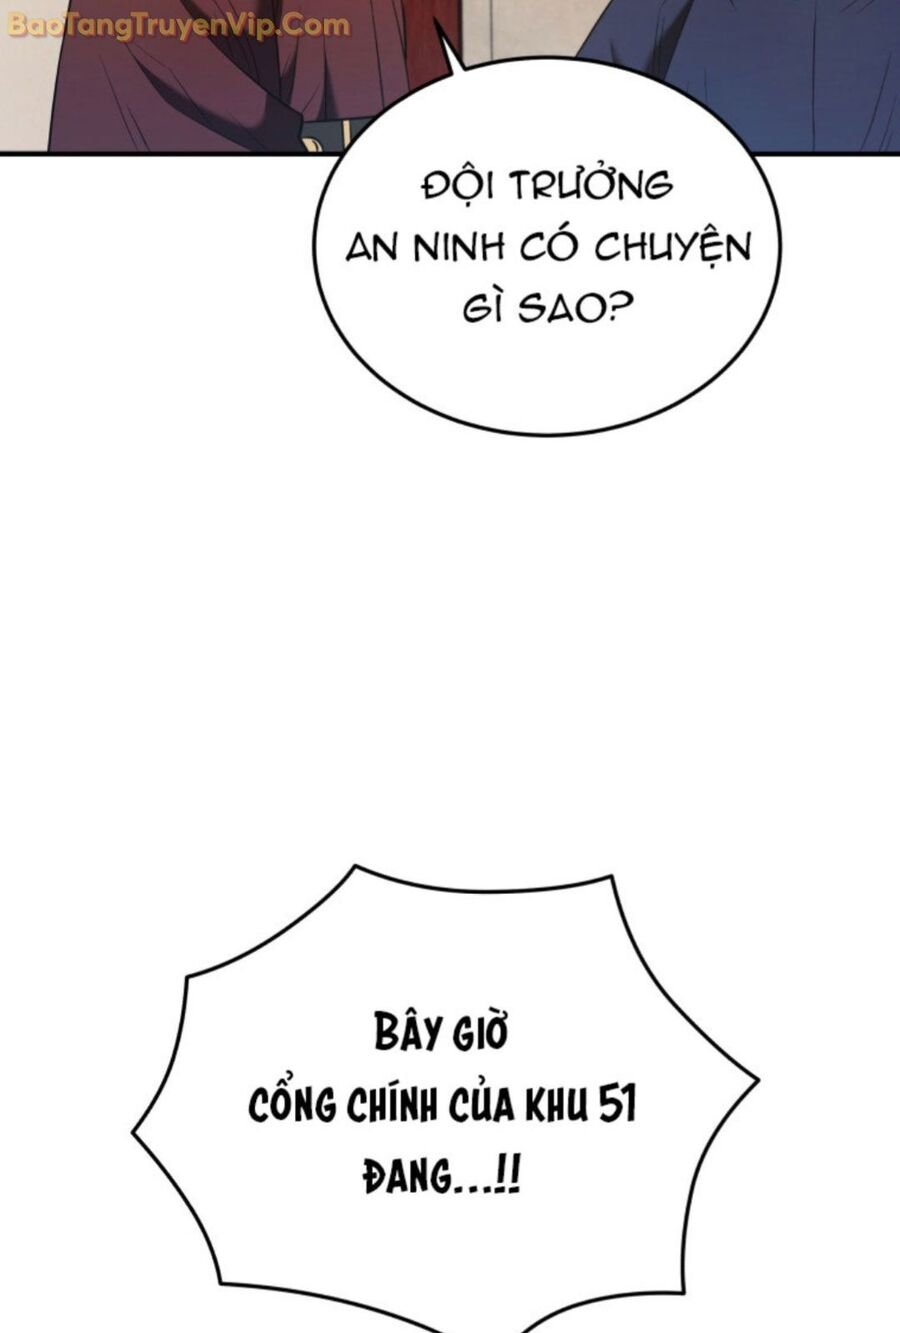 BaoTangTruyenVip.Com
ĐỘI TRƯỞNG
AN NINH CÓ CHUYỆN
GÌ SAO?
BÂY GIỜ
CỔNG CHÍNH CỦA KHU 51
ĐANG...!!